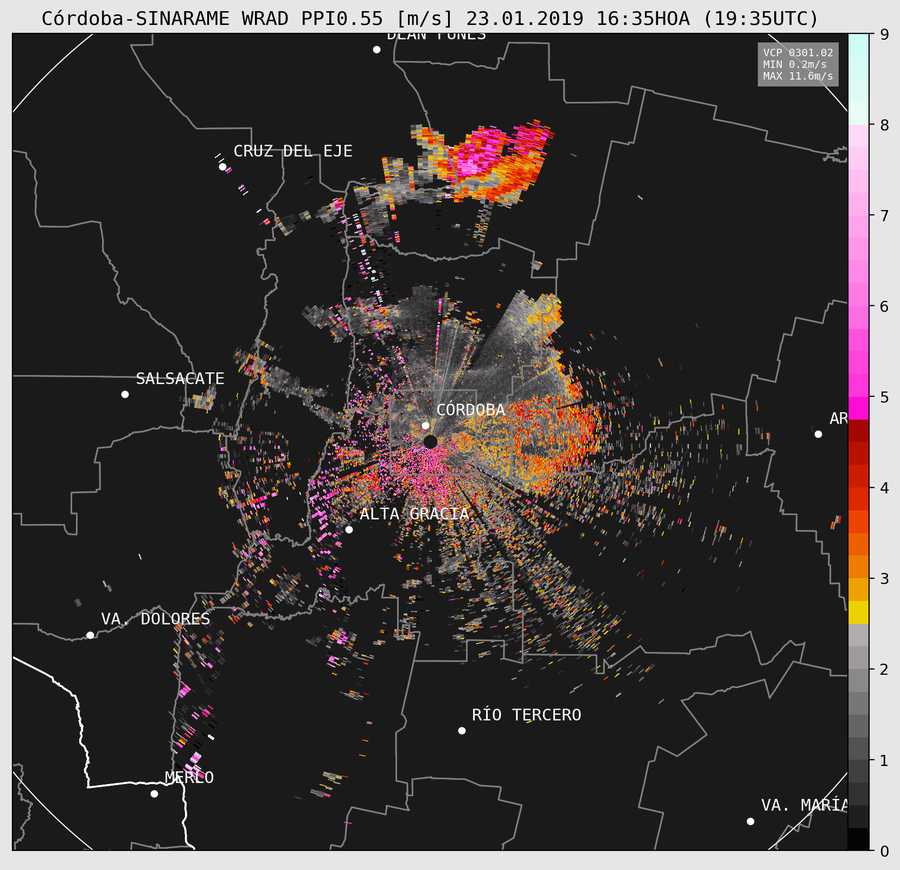 Córdoba-SINARAME WRAD PPI0.55 [m/s] 23.01.2019 16:35HOA (19:35UTC)
DEAN FUNES
VCP 0301.02
MIN 0.2m/s
MAX 11.6m/s
CRUZ DEL EJE
SALSACATE
CÓRDOBA
AR
ALTA GRACIA
VA. DOLORES
RÍO TERCERO
MERLO
VA. MARÍA
9
8
7
6
5
4
3
2
1
0